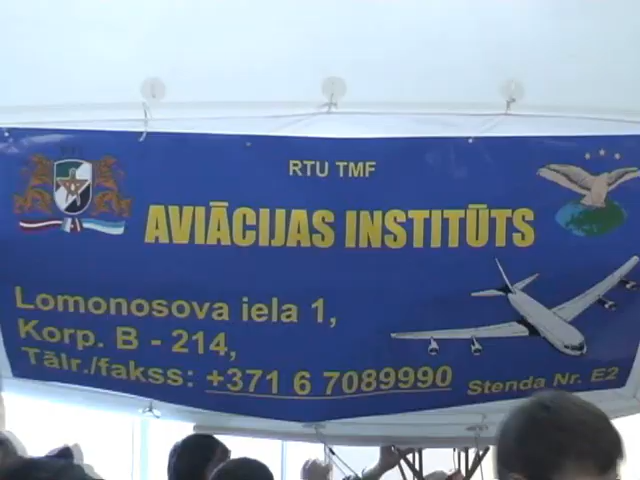 RTU TMF
AVIĀCIJAS INSTITŪTS
Lomonosova iela 1,
Korp. B - 214,
Tālr./fakss: +371 6 7089990
Stenda Nr. E2